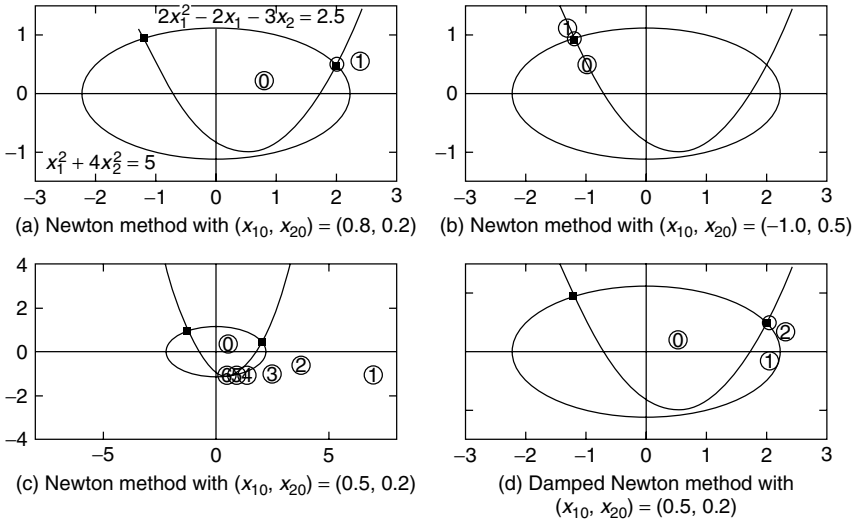 2x₁² − 2x₁ − 3x₂ = 2.5
1
0
−1
① ⓪
x₁² + 4x₂² = 5
−3 −2 −1 0 1 2 3
(a) Newton method with (x₁₀, x₂₀) = (0.8, 0.2)
1
0
−1
① ⓪
−3 −2 −1 0 1 2 3
(b) Newton method with (x₁₀, x₂₀) = (−1.0, 0.5)
4
2
0
−2
−4
⓪ ⑥ ⑤ ④ ③ ② ①
−5 0 5
(c) Newton method with (x₁₀, x₂₀) = (0.5, 0.2)
⓪ ② ①
−3 −2 −1 0 1 2 3
(d) Damped Newton method with
(x₁₀, x₂₀) = (0.5, 0.2)